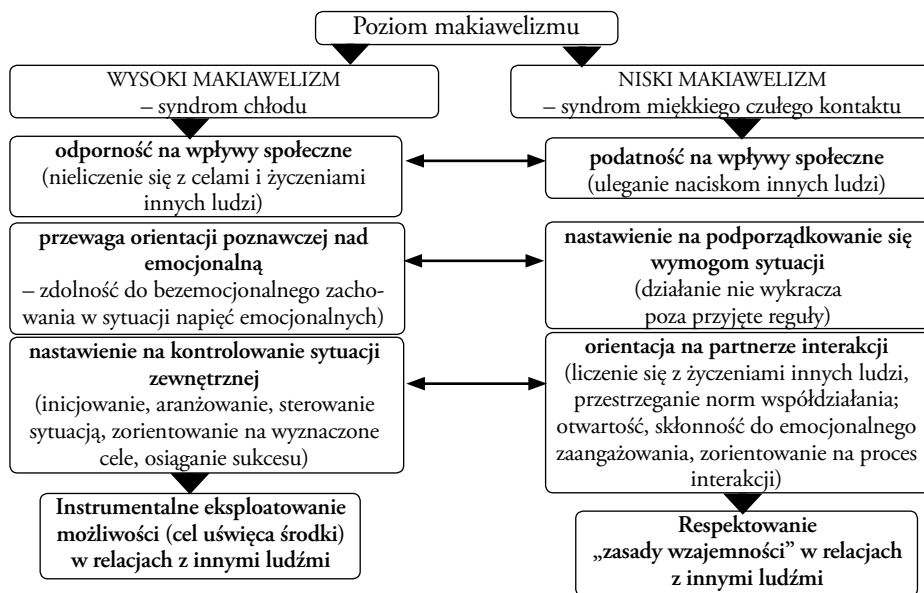 Poziom makiawelizmu
WYSOKI MAKIAWELIZM
– syndrom chłodu
NISKI MAKIAWELIZM
– syndrom miękkiego czułego kontaktu
odporność na wpływy społeczne
(nieliczenie się z celami i życzeniami
innych ludzi)
podatność na wpływy społeczne
(uleganie naciskom innych ludzi)
przewaga orientacji poznawczej nad
emocjonalną
– zdolność do bezemocjonalnego zacho-
wania w sytuacji napięć emocjonalnych)
nastawienie na podporządkowanie się
wymogom sytuacji
(działanie nie wykracza
poza przyjęte reguły)
nastawienie na kontrolowanie sytuacji
zewnętrznej
(inicjowanie, aranżowanie, sterowanie
sytuacją, zorientowanie na wyznaczone
cele, osiąganie sukcesu)
orientacja na partnerze interakcji
(liczenie się z życzeniami innych ludzi,
przestrzeganie norm współdziałania;
otwartość, skłonność do emocjonalnego
zaangażowania, zorientowanie na proces
interakcji)
Instrumentalne eksploatowanie
możliwości (cel uświęca środki)
w relacjach z innymi ludźmi
Respektowanie
„zasady wzajemności” w relacjach
z innymi ludźmi